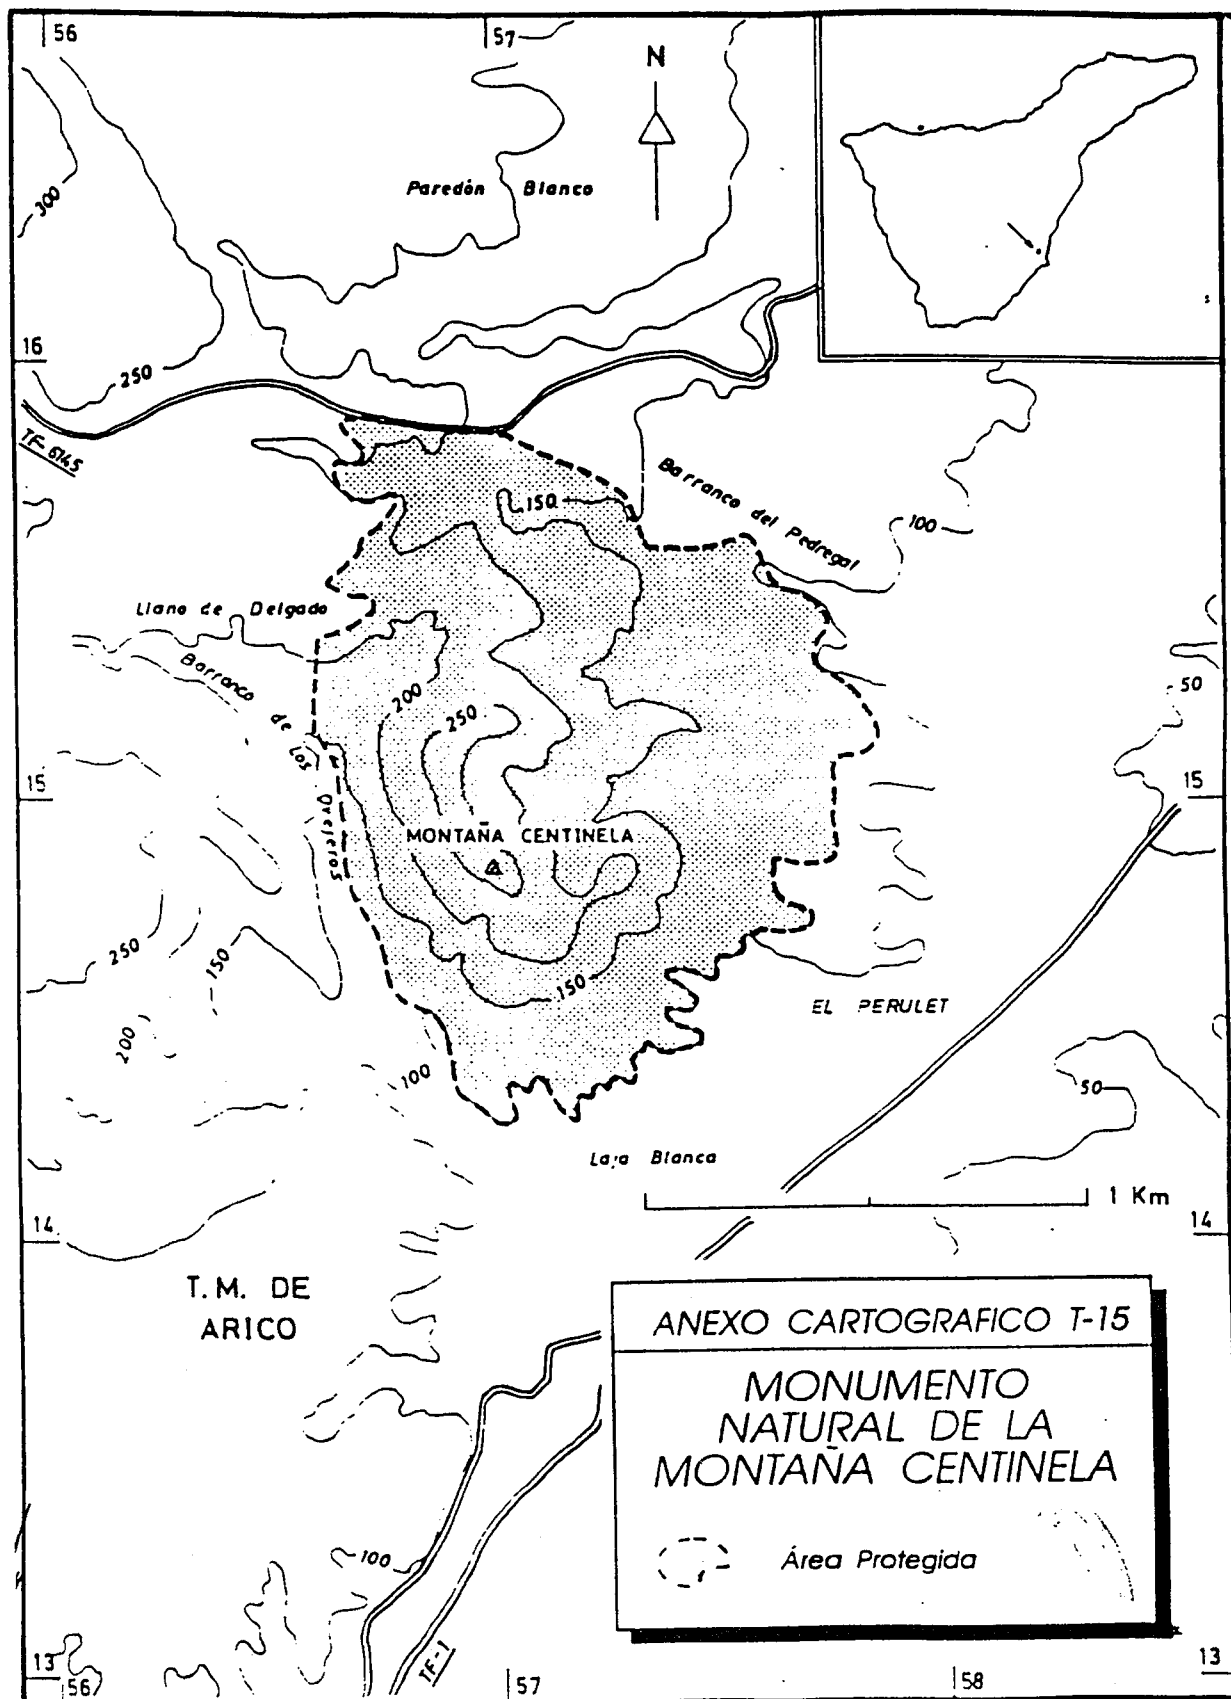 56
57
N
Paredón Blanco
300
16
250
TF-6145
Barranco del Pedregal
150
100
Llano de Delgado
Barranco de los Ovejeros
200
250
50
15
15
MONTAÑA CENTINELA
250
150
150
EL PERULET
200
100
50
Laja Blanca
1 Km
14
14
T.M. DE
ARICO
ANEXO CARTOGRAFICO T-15
MONUMENTO
NATURAL DE LA
MONTAÑA CENTINELA
Área Protegida
100
TF-1
13
13
56
57
58